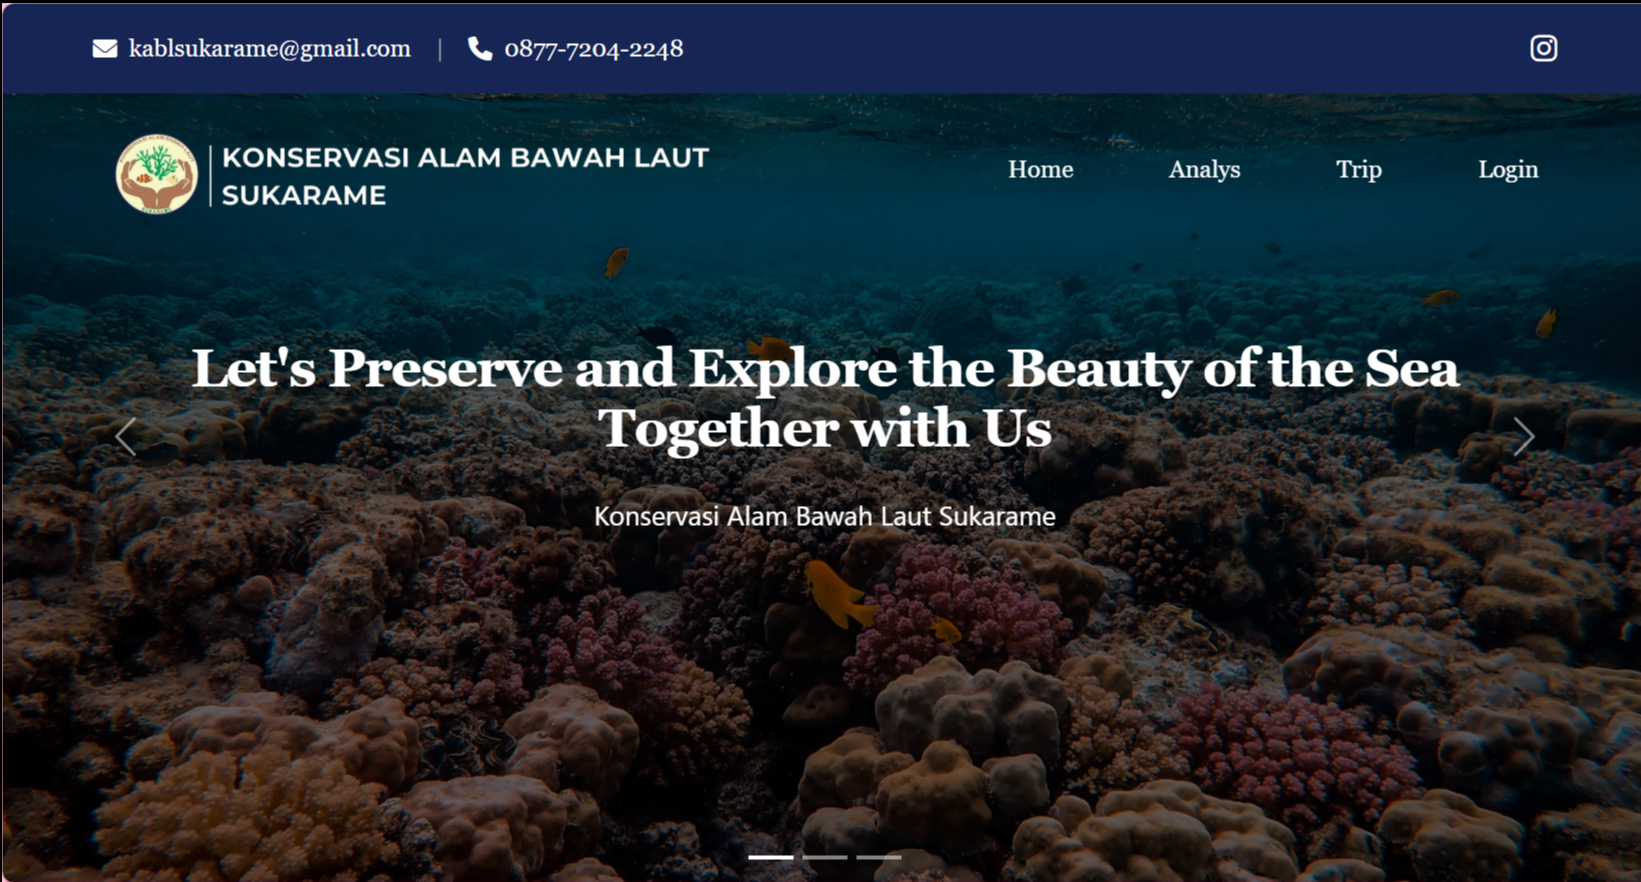 kablsukarame@gmail.com | 0877-7204-2248
KONSERVASI ALAM BAWAH LAUT
SUKARAME
Home Analys Trip Login
Let's Preserve and Explore the Beauty of the Sea
Together with Us
Konservasi Alam Bawah Laut Sukarame